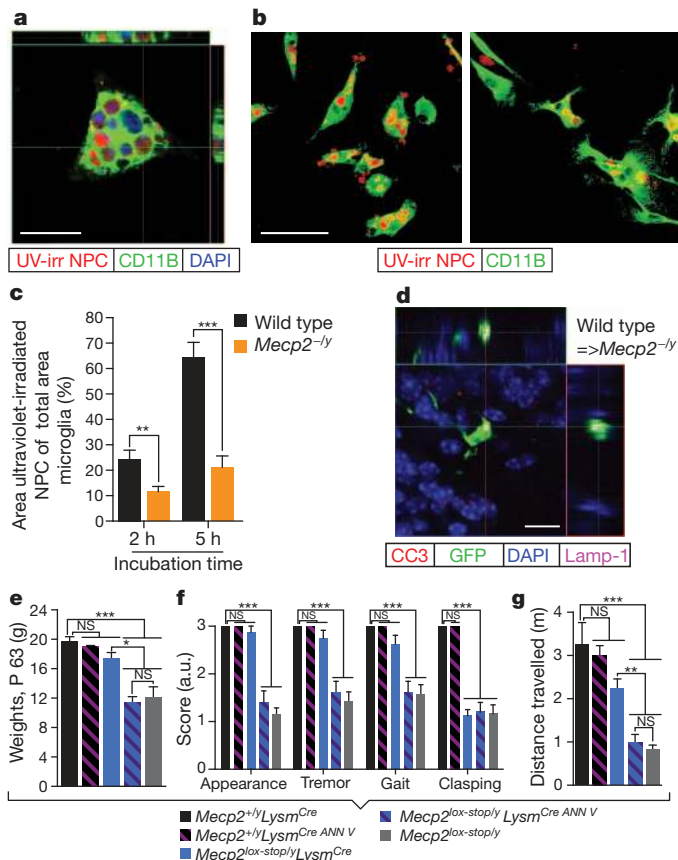 a
b
UV-irr NPC CD11B DAPI
UV-irr NPC CD11B
c
80
70
60
50
40
30
20
10
0
Area ultraviolet-irradiated
NPC of total area
microglia (%)
**
***
Wild type
Mecp2−/y
2 h 5 h
Incubation time
d
Wild type
=>Mecp2−/y
CC3 GFP DAPI Lamp-1
e
Weights, P 63 (g)
24
20
16
12
6
0
***
NS
*
NS
f
Score (a.u.)
3
2
1
0
NS *** NS *** NS *** NS ***
Appearance Tremor Gait Clasping
g
Distance travelled (m)
4
3
2
1
0
***
NS
**
NS
Mecp2+/yLysmCre
Mecp2+/yLysmCre ANN V
Mecp2lox-stop/yLysmCre
Mecp2lox-stop/y LysmCre ANN V
Mecp2lox-stop/y